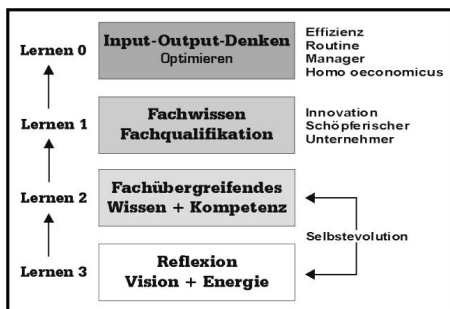 Lernen 0
Input-Output-Denken
Optimieren
Effizienz
Routine
Manager
Homo oeconomicus
Lernen 1
Fachwissen
Fachqualifikation
Innovation
Schöpferischer
Unternehmer
Lernen 2
Fachübergreifendes
Wissen + Kompetenz
Selbstevolution
Lernen 3
Reflexion
Vision + Energie